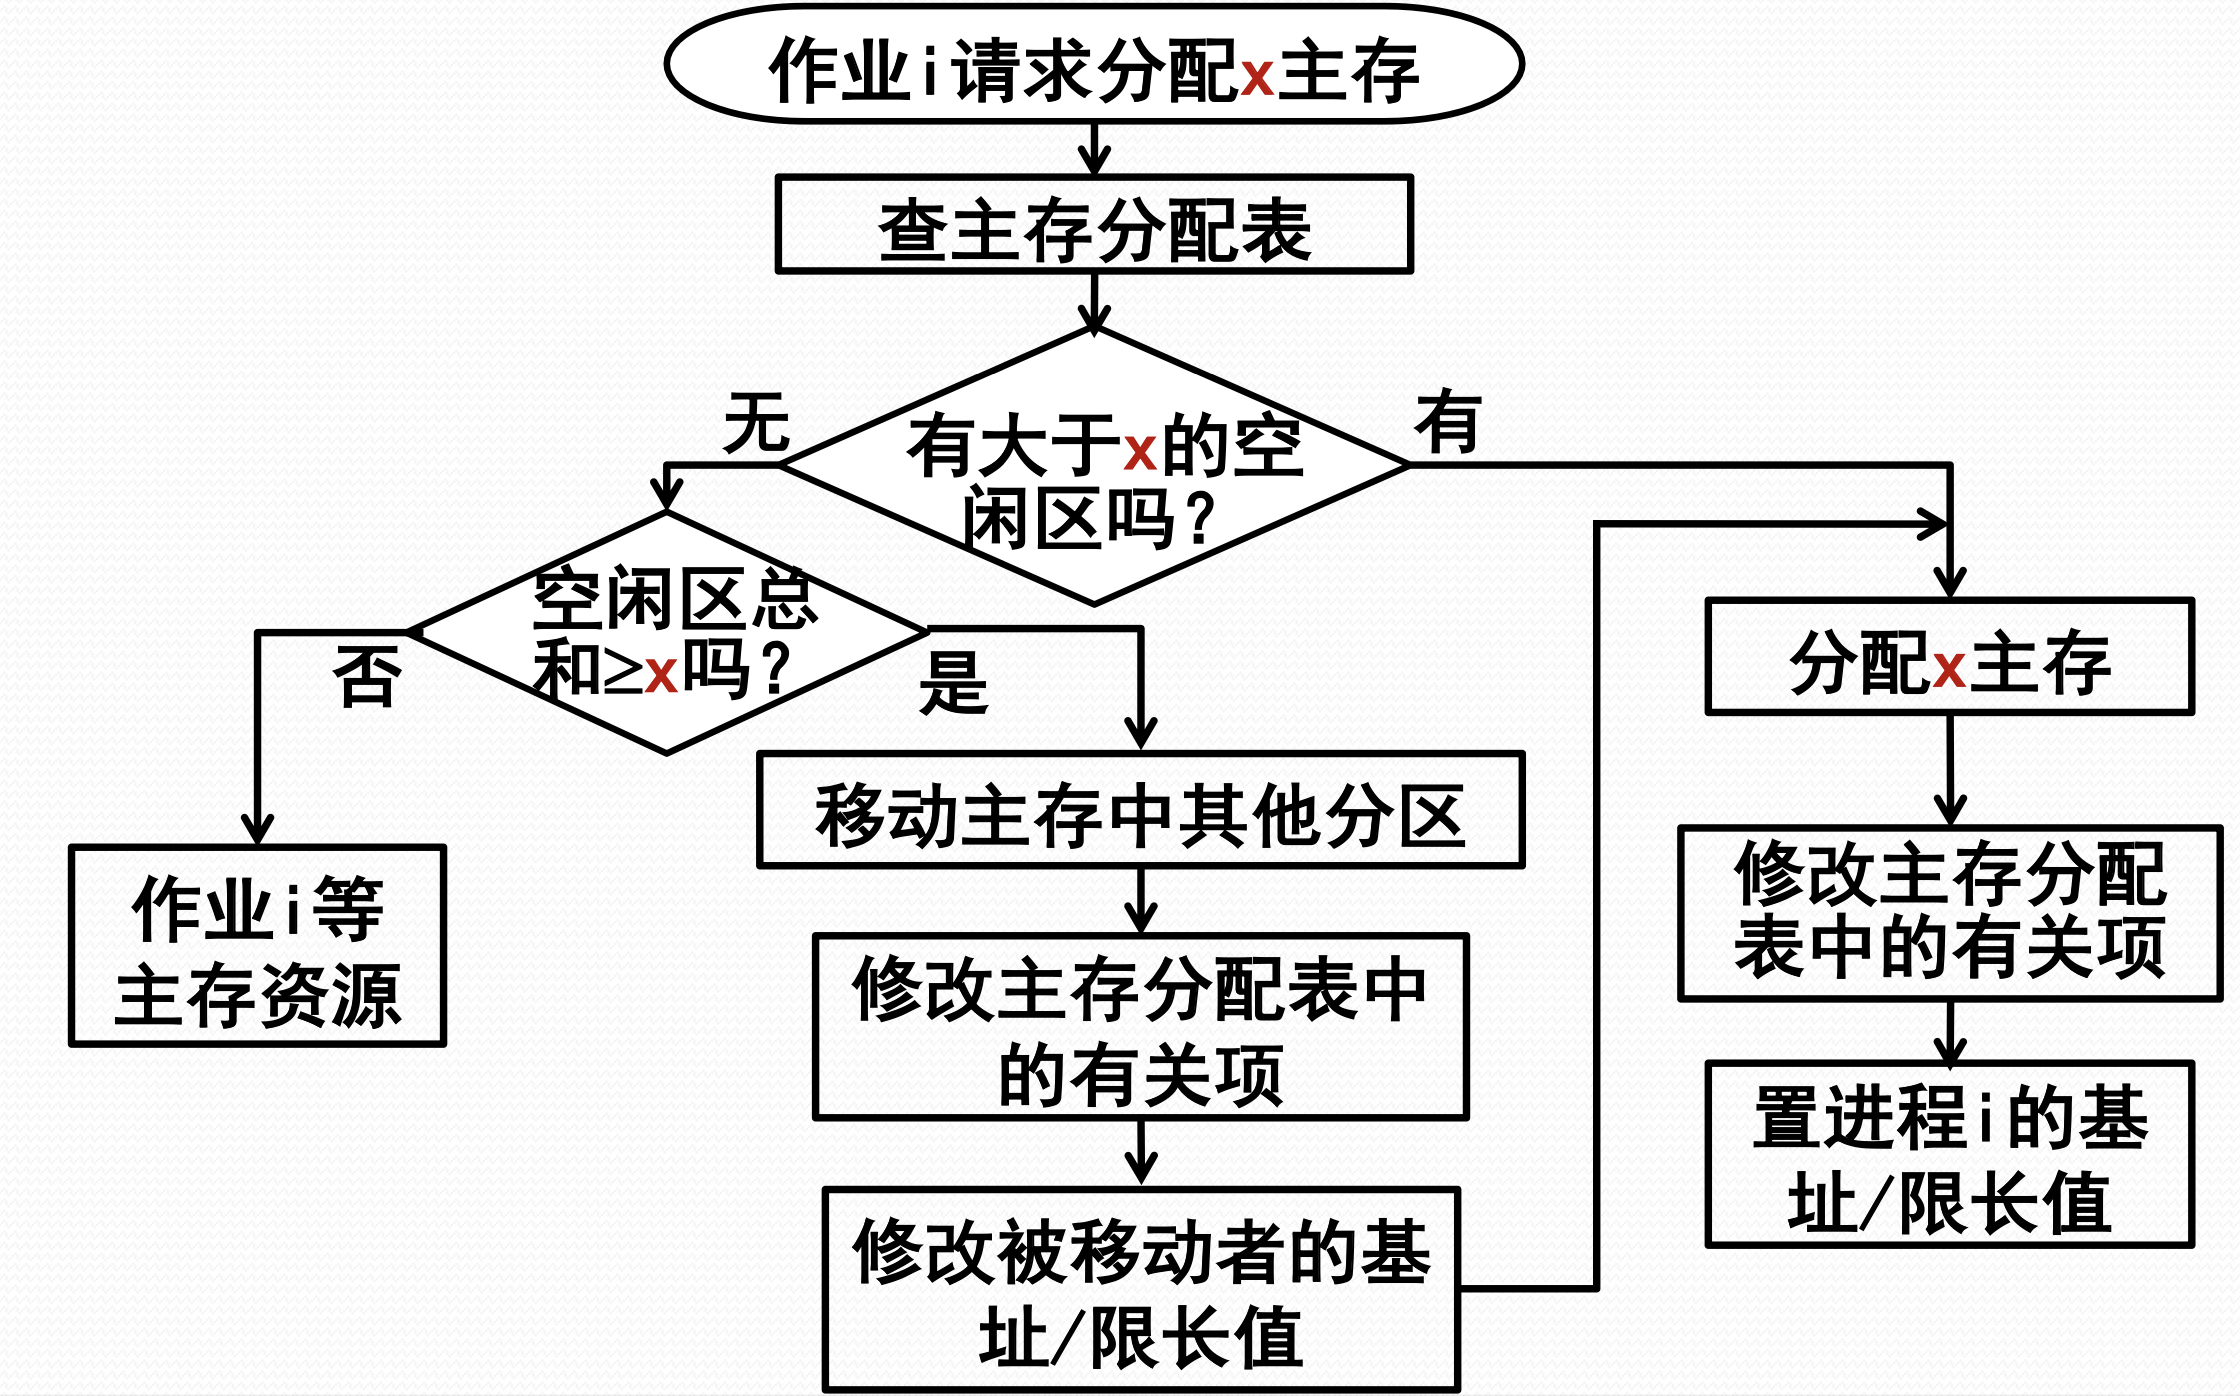 作业i请求分配x主存
查主存分配表
无
有
有大于x的空
闲区吗？
空闲区总
和≥x吗？
否
是
分配x主存
移动主存中其他分区
修改主存分配
表中的有关项
作业i等
主存资源
修改主存分配表中
的有关项
置进程i的基
址/限长值
修改被移动者的基
址/限长值